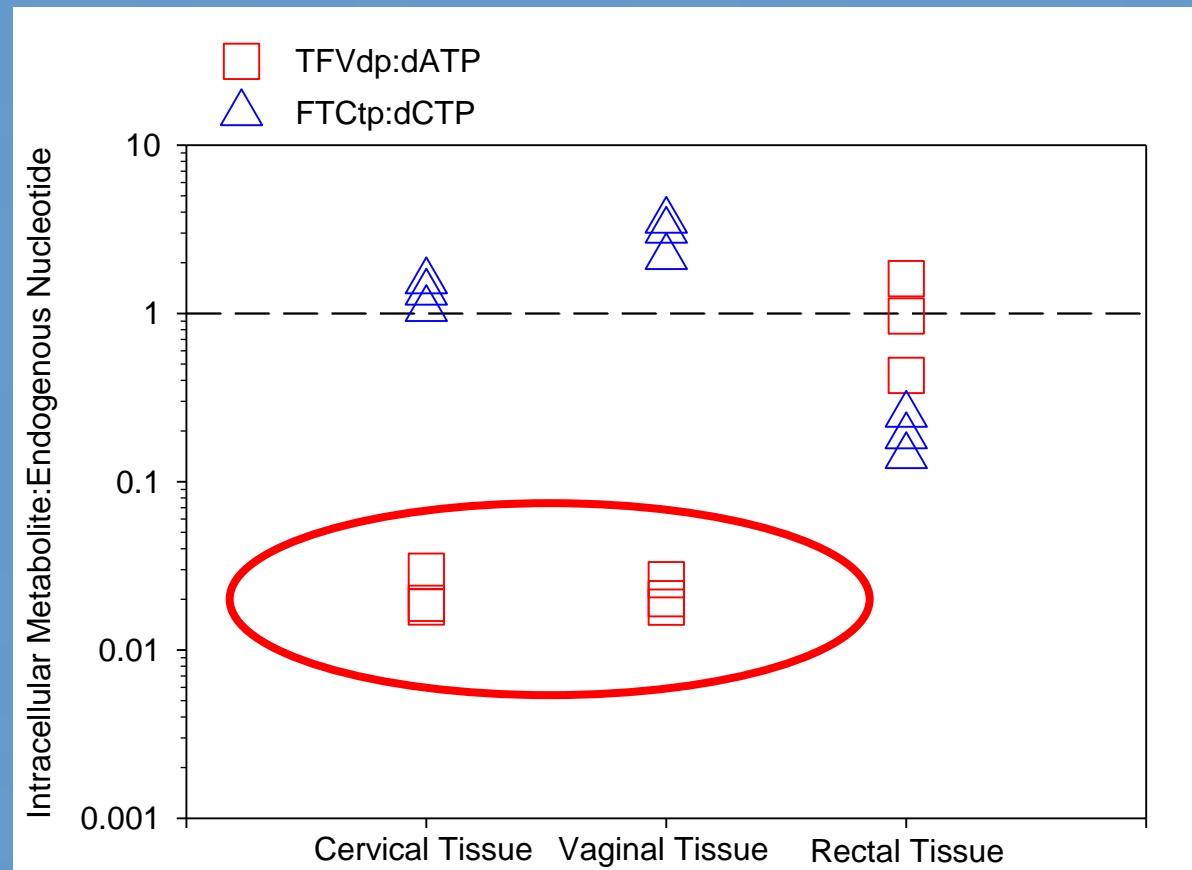 TFVdp:dATP
FTCtp:dCTP
Intracellular Metabolite:Endogenous Nucleotide
10
1
0.1
0.01
0.001
Cervical Tissue
Vaginal Tissue
Rectal Tissue